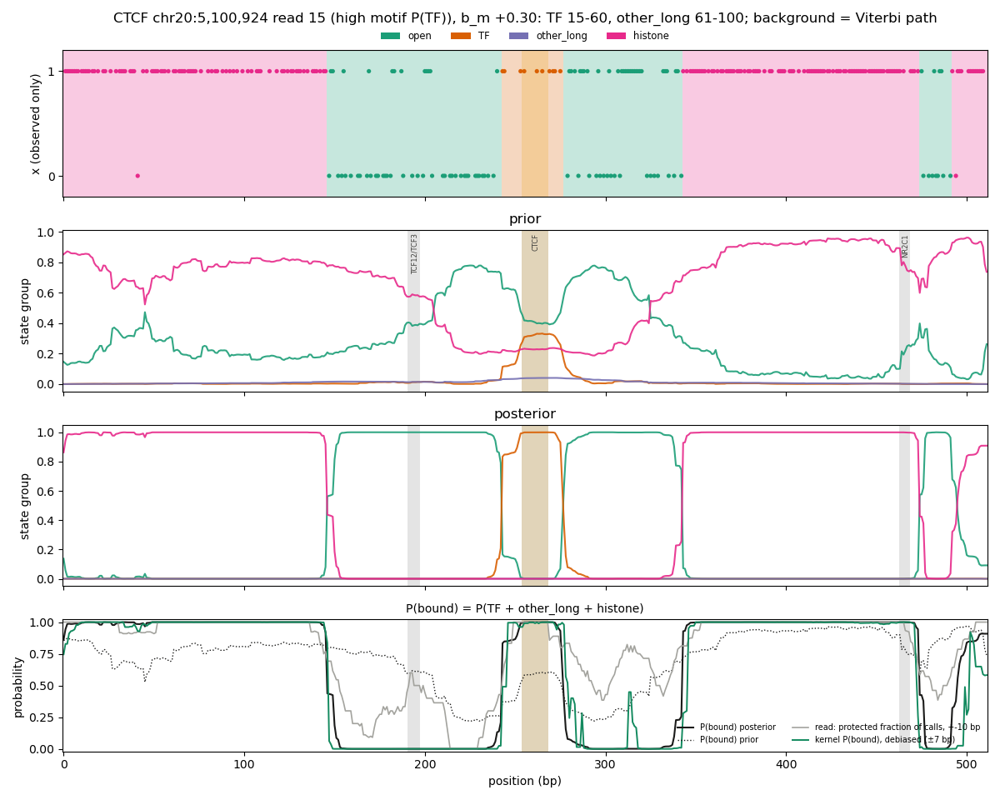 CTCF chr20:5,100,924 read 15 (high motif P(TF)), b_m +0.30: TF 15-60, other_long 61-100; background = Viterbi path
open TF other_long histone
x (observed only)
1
0
prior
state group
1.0
0.8
0.6
0.4
0.2
0.0
TCF12/TCF3
CTCF
NR2C1
posterior
state group
1.0
0.8
0.6
0.4
0.2
0.0
P(bound) = P(TF + other_long + histone)
probability
1.00
0.75
0.50
0.25
0.00
P(bound) posterior
P(bound) prior
read: protected fraction of calls, +-10 bp
kernel P(bound), debiased (±7 bp)
0 100 200 300 400 500
position (bp)